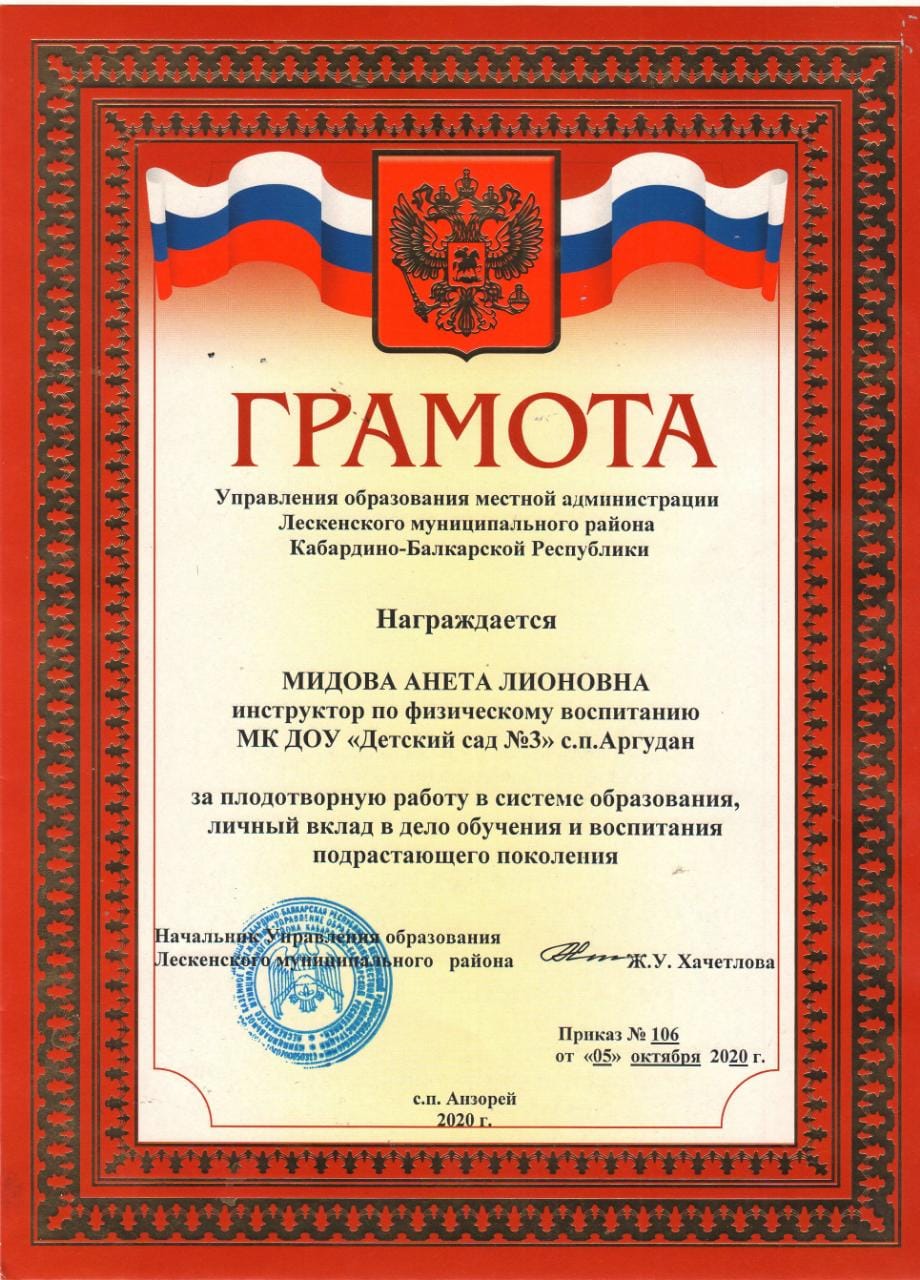 ГРАМОТА
Управления образования местной администрации
Лескенского муниципального района
Кабардино-Балкарской Республики
Награждается
МИДОВА АНЕТА ЛИОНОВНА
инструктор по физическому воспитанию
МК ДОУ «Детский сад №3» с.п.Аргудан
за плодотворную работу в системе образования,
личный вклад в дело обучения и воспитания
подрастающего поколения
Начальник Управления образования
Лескенского муниципального района Ж.У. Хачетлова
Приказ № 106
от «05» октября 2020 г.
с.п. Анзорей
2020 г.